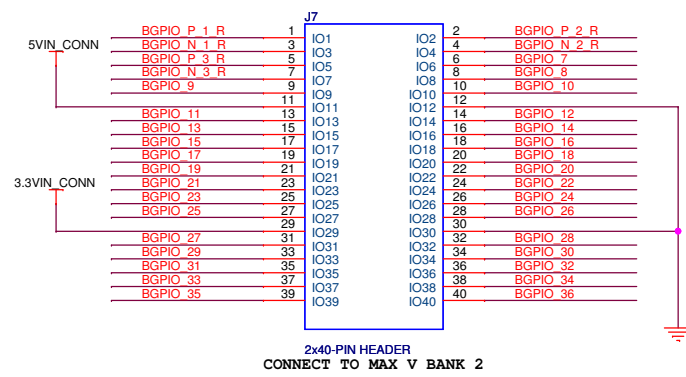 J7
BGPIO_P_1_R 1 IO1 IO2 2 BGPIO_P_2_R
5VIN_CONN BGPIO_N_1_R 3 IO3 IO4 4 BGPIO_N_2_R
BGPIO_P_3_R 5 IO5 IO6 6 BGPIO_7
BGPIO_N_3_R 7 IO7 IO8 8 BGPIO_8
BGPIO_9 9 IO9 IO10 10 BGPIO_10
11 IO11 IO12 12
BGPIO_11 13 IO13 IO14 14 BGPIO_12
BGPIO_13 15 IO15 IO16 16 BGPIO_14
BGPIO_15 17 IO17 IO18 18 BGPIO_16
BGPIO_17 19 IO19 IO20 20 BGPIO_18
BGPIO_19 21 IO21 IO22 22 BGPIO_20
3.3VIN_CONN BGPIO_21 23 IO23 IO24 24 BGPIO_22
BGPIO_23 25 IO25 IO26 26 BGPIO_24
BGPIO_25 27 IO27 IO28 28 BGPIO_26
29 IO29 IO30 30
BGPIO_27 31 IO31 IO32 32 BGPIO_28
BGPIO_29 33 IO33 IO34 34 BGPIO_30
BGPIO_31 35 IO35 IO36 36 BGPIO_32
BGPIO_33 37 IO37 IO38 38 BGPIO_34
BGPIO_35 39 IO39 IO40 40 BGPIO_36
2x40-PIN HEADER
CONNECT TO MAX V BANK 2